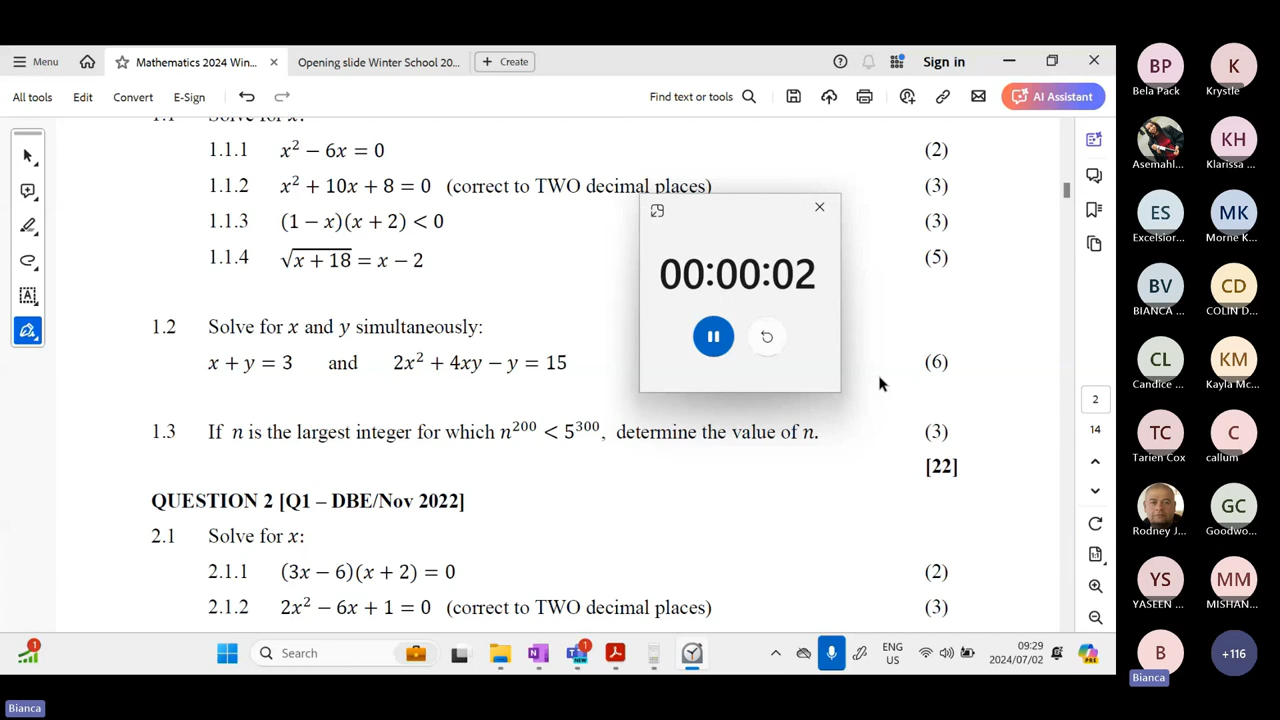 Menu
Mathematics 2024 Win...
Opening slide Winter School 20...
Create
Sign in
All tools
Edit
Convert
E-Sign
Find text or tools
AI Assistant
1.1.1 x² − 6x = 0 (2)
1.1.2 x² + 10x + 8 = 0 (correct to TWO decimal places) (3)
1.1.3 (1 − x)(x + 2) < 0 (3)
1.1.4 √(x + 18) = x − 2 (5)
00:00:02
1.2 Solve for x and y simultaneously:
x + y = 3 and 2x² + 4xy − y = 15 (6)
1.3 If n is the largest integer for which n²⁰⁰ < 5³⁰⁰, determine the value of n. (3)
[22]
QUESTION 2 [Q1 – DBE/Nov 2022]
2.1 Solve for x:
2.1.1 (3x − 6)(x + 2) = 0 (2)
2.1.2 2x² − 6x + 1 = 0 (correct to TWO decimal places) (3)
2
14
1
Search
1
NEW
ENG
US
09:29
2024/07/02
PRE
BP
Bela Pack
K
Krystle
Asemahl...
KH
Klarissa ...
ES
Excelsior...
MK
Morne K...
BV
BIANCA ...
CD
COLIN D...
CL
Candice ...
KM
Kayla Mc...
TC
Tarien Cox
C
callum
Rodney J...
GC
Goodwo...
YS
YASEEN ...
MM
MISHAN...
B
Bianca
+116
Bianca